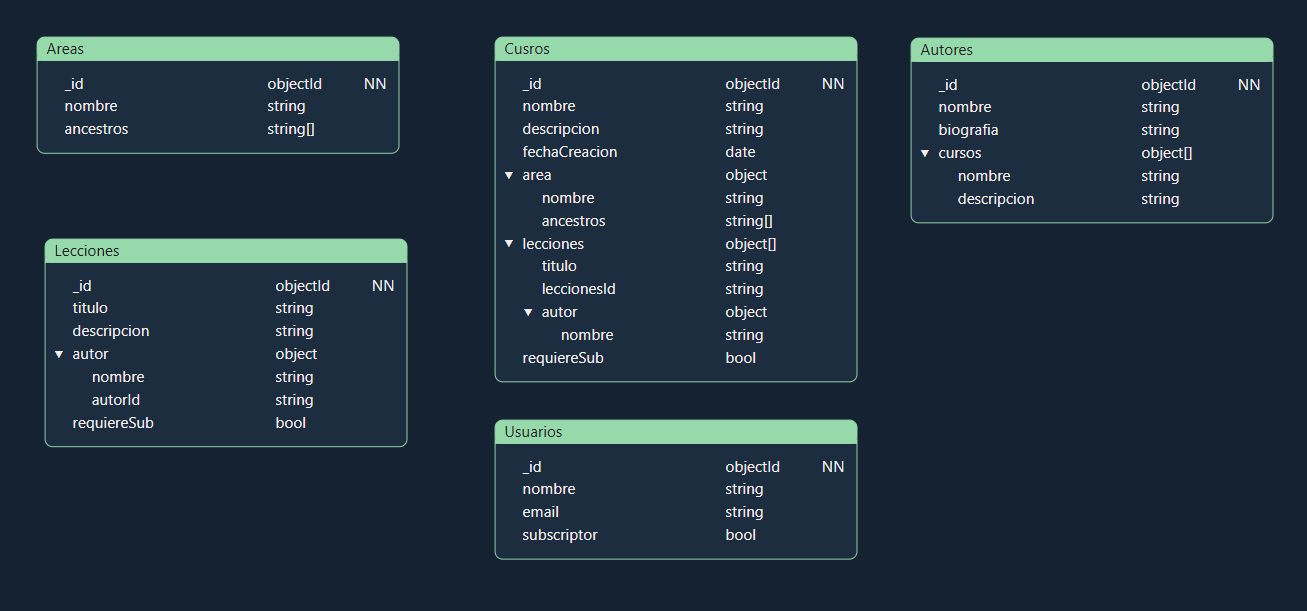 Areas
_id objectId NN
nombre string
ancestros string[]
Lecciones
_id objectId NN
titulo string
descripcion string
autor object
nombre string
autorId string
requiereSub bool
Cusros
_id objectId NN
nombre string
descripcion string
fechaCreacion date
area object
nombre string
ancestros string[]
lecciones object[]
titulo string
leccionesId string
autor object
nombre string
requiereSub bool
Usuarios
_id objectId NN
nombre string
email string
subscriptor bool
Autores
_id objectId NN
nombre string
biografia string
cursos object[]
nombre string
descripcion string